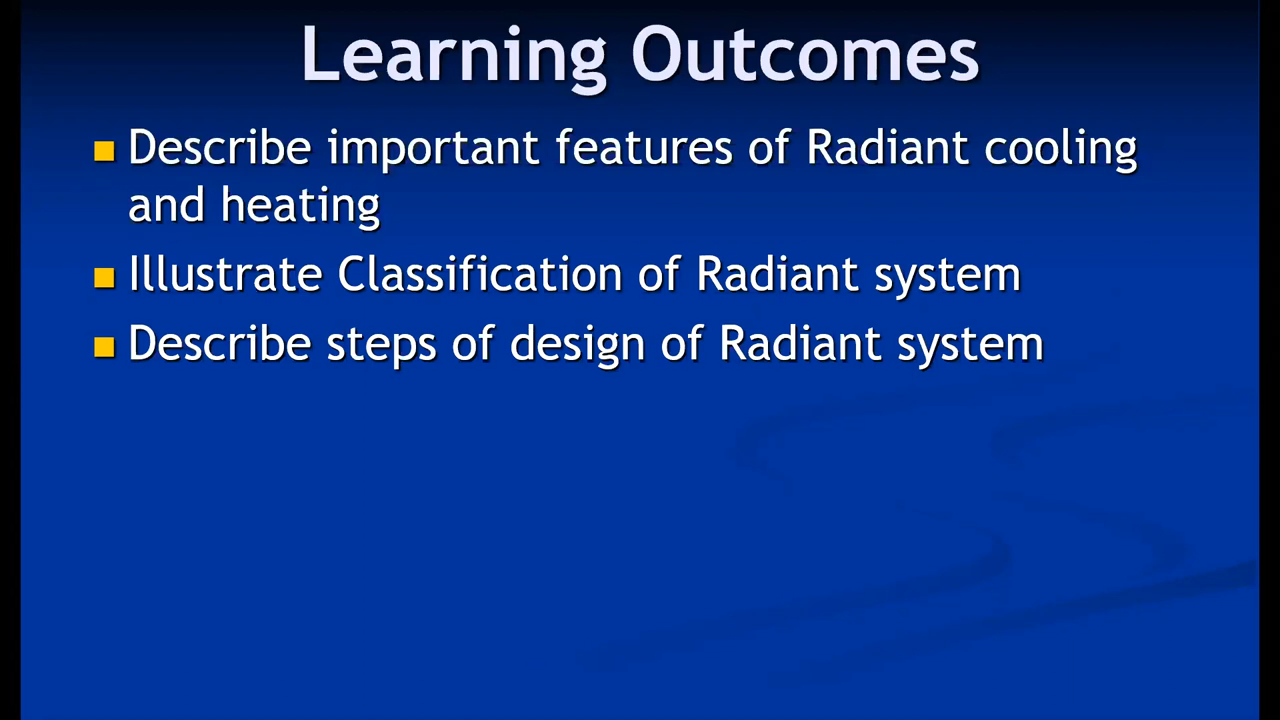 Learning Outcomes
Describe important features of Radiant cooling
and heating
Illustrate Classification of Radiant system
Describe steps of design of Radiant system